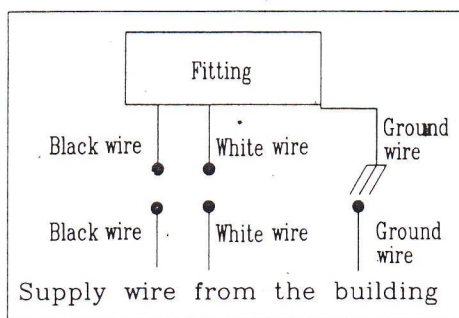 Fitting
Black wire
White wire
Ground
wire
Black wire
White wire
Ground
wire
Supply wire from the building